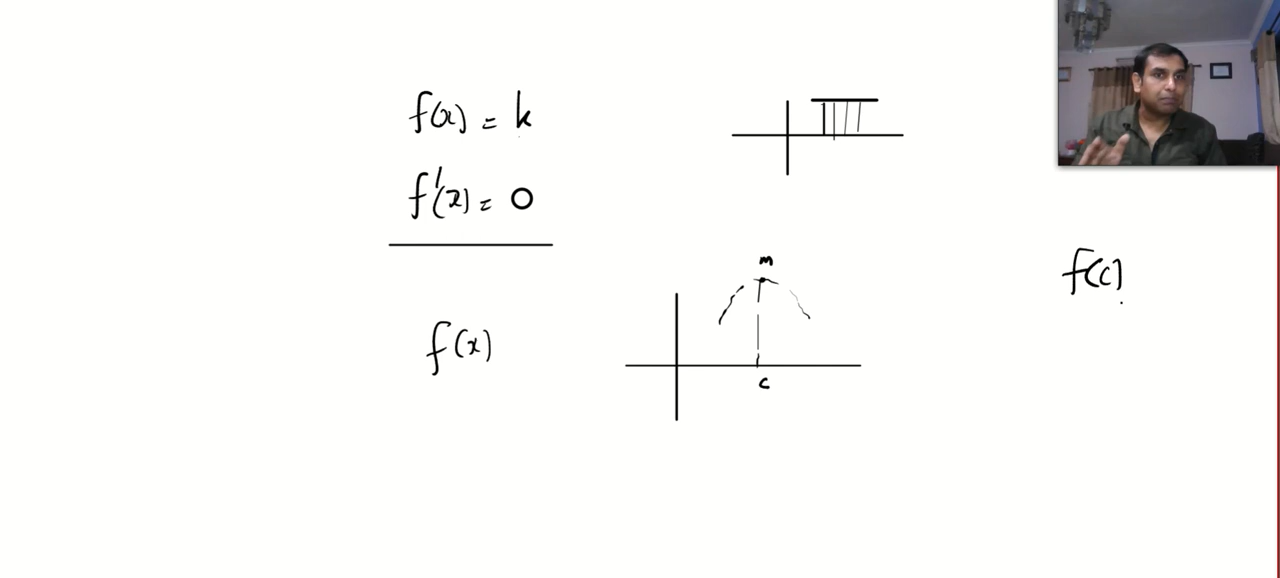 f(x) = k
f'(x) = 0
m
f(c)
f(x)
c